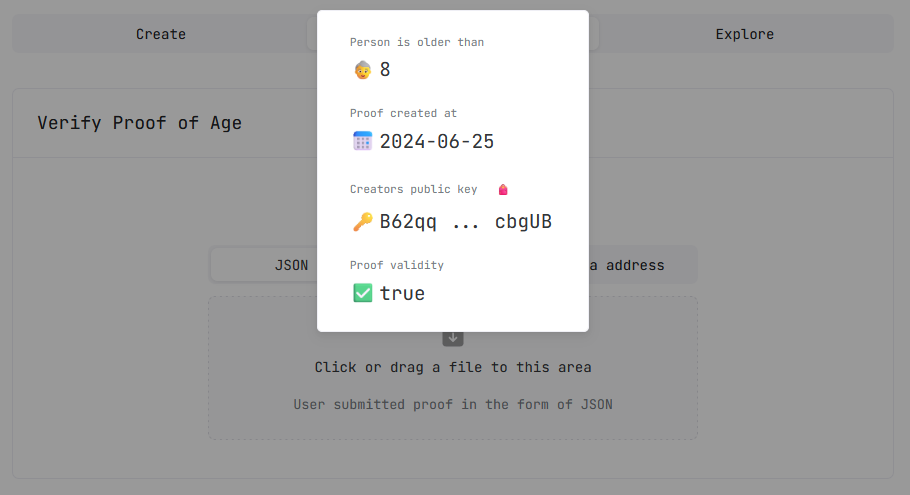 Create
Explore
Verify Proof of Age
Person is older than
8
Proof created at
2024-06-25
Creators public key
B62qq ... cbgUB
Proof validity
true
JSON
a address
Click or drag a file to this area
User submitted proof in the form of JSON